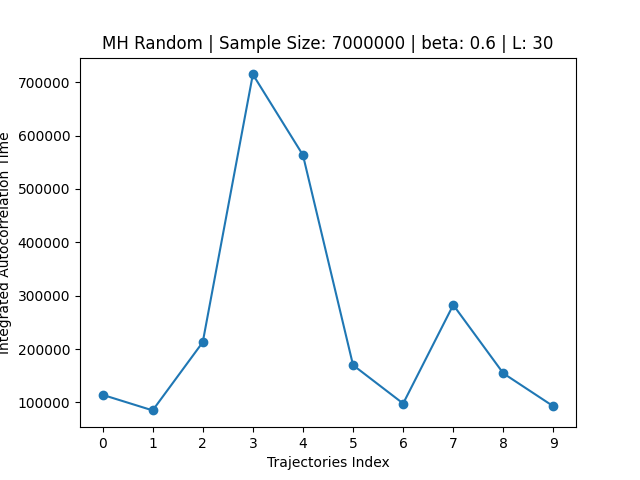 MH Random | Sample Size: 7000000 | beta: 0.6 | L: 30
Integrated Autocorrelation Time
700000
600000
500000
400000
300000
200000
100000
0 1 2 3 4 5 6 7 8 9
Trajectories Index